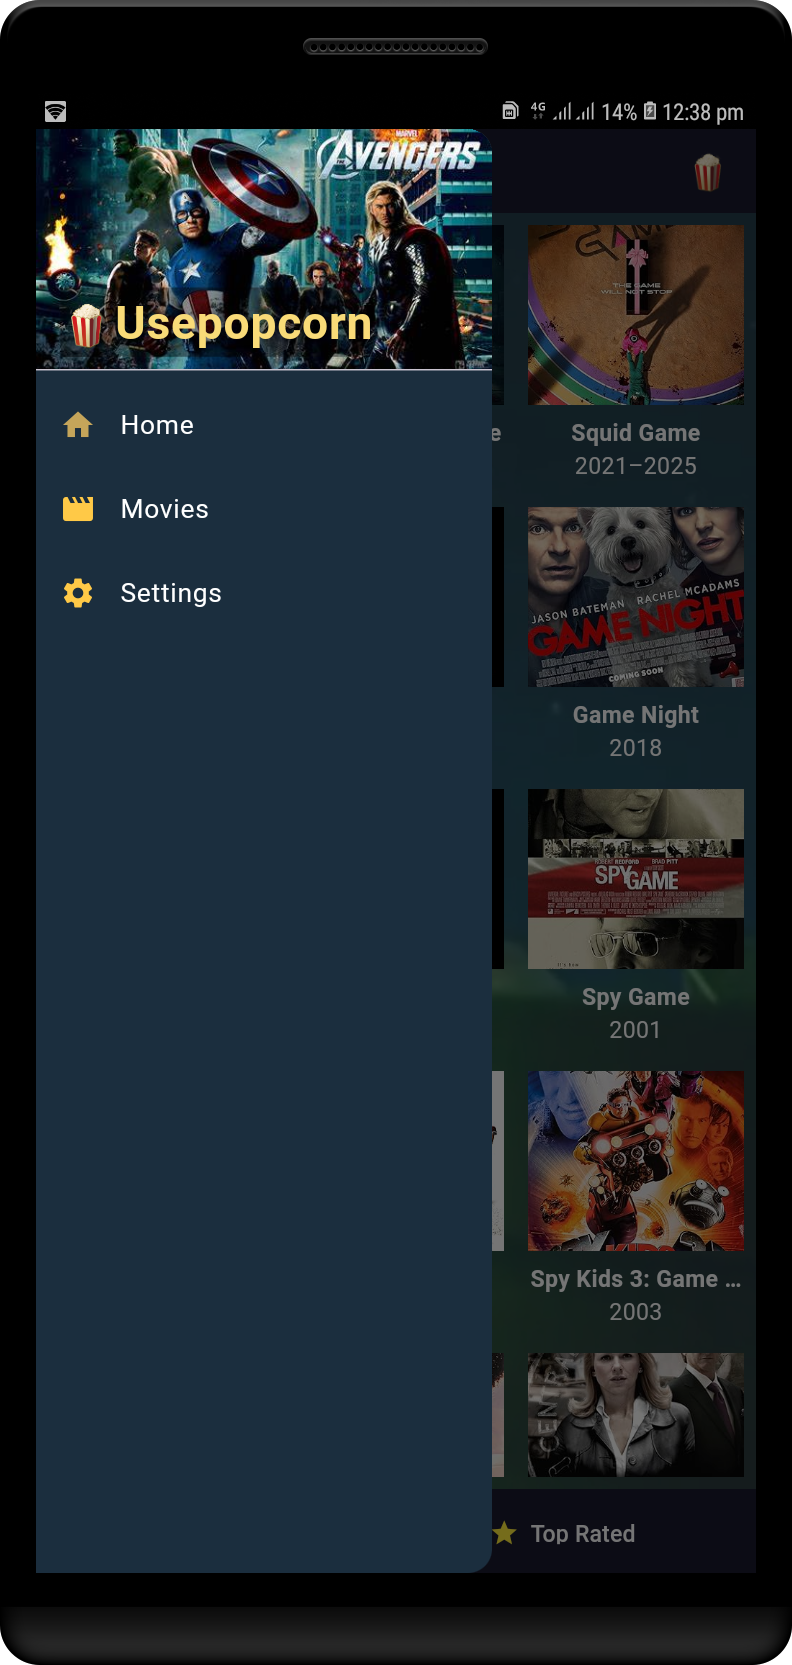 4G 14% 12:38 pm
MARVEL
AVENGERS
Usepopcorn
Home
Movies
Settings
THE GAME
WILL NOT STOP
e
Squid Game
2021–2025
JASON BATEMAN RACHEL MCADAMS
GAME NIGHT
COMING SOON
Game Night
2018
ROBERT REDFORD BRAD PITT
SPY GAME
Spy Game
2001
Spy Kids 3: Game ...
2003
Top Rated